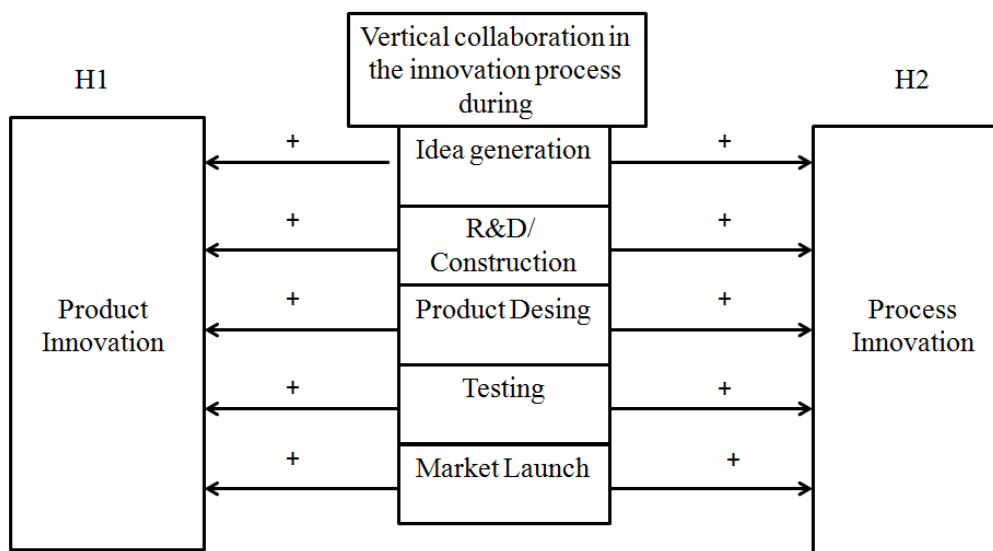 Vertical collaboration in
the innovation process
during
H1
H2
+
Idea generation
+
+
R&D/
Construction
+
Product
Innovation
+
Product Desing
+
Process
Innovation
+
Testing
+
+
Market Launch
+